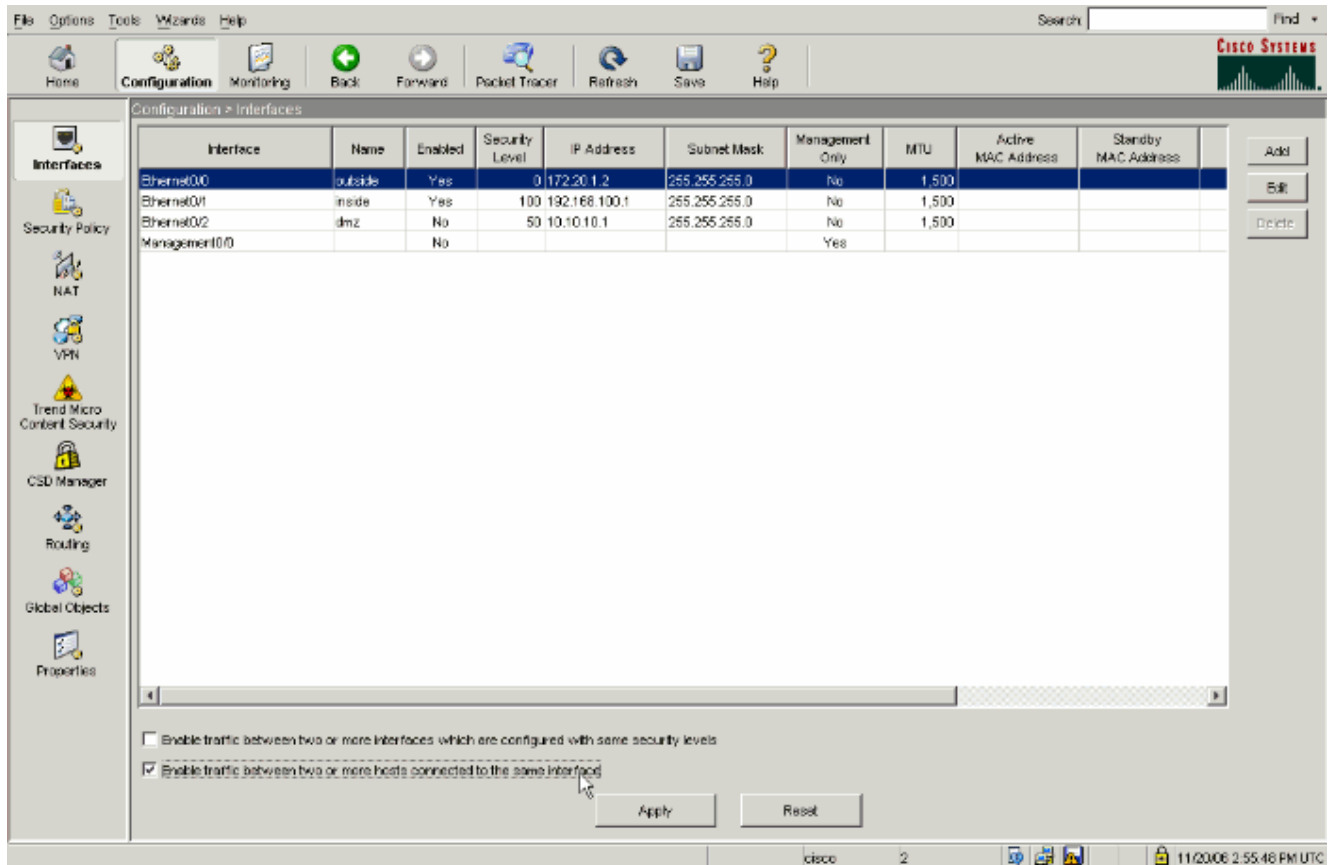 File Options Tools Wizards Help Search: Find
Home Configuration Monitoring Back Forward Packet Tracer Refresh Save Help
CISCO SYSTEMS
Configuration > Interfaces
Interfaces
Security Policy
NAT
VPN
Trend Micro Content Security
CSD Manager
Routing
Global Objects
Properties
Interface Name Enabled Security Level IP Address Subnet Mask Management Only MTU Active MAC Address Standby MAC Address
Ethernet0/0 outside Yes 0 172.20.1.2 255.255.255.0 No 1,500
Ethernet0/1 inside Yes 100 192.168.100.1 255.255.255.0 No 1,500
Ethernet0/2 dmz No 50 10.10.10.1 255.255.255.0 No 1,500
Management0/0 No Yes
Add
Edit
Delete
Enable traffic between two or more interfaces which are configured with same security levels
Enable traffic between two or more hosts connected to the same interface
Apply Reset
cisco 2 11/20/06 2:55:48 PM UTC